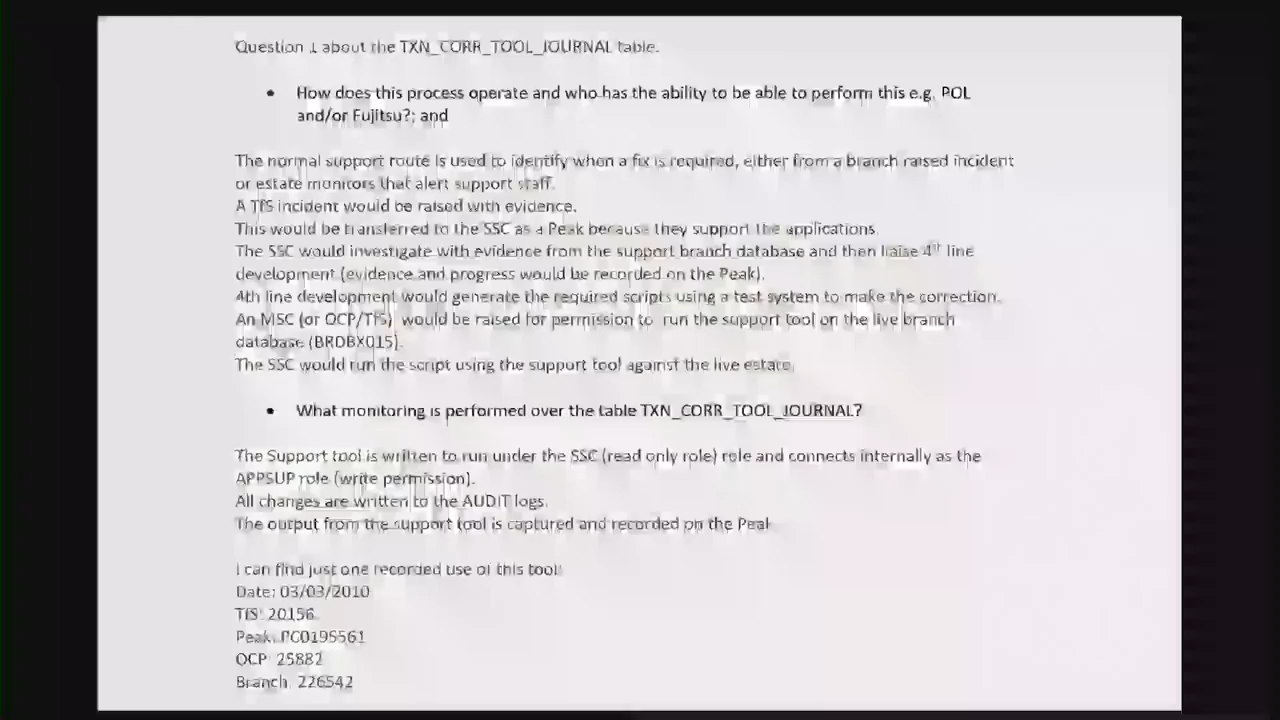 Question 1 about the TXN_CORR_TOOL_JOURNAL table.
• How does this process operate and who has the ability to be able to perform this e.g. POL
and/or Fujitsu?; and
The normal support route is used to identify when a fix is required, either from a branch raised incident
or estate monitors that alert support staff.
A TfS incident would be raised with evidence.
This would be transferred to the SSC as a Peak because they support the applications.
The SSC would investigate with evidence from the support branch database and then liaise 4th line
development (evidence and progress would be recorded on the Peak).
4th line development would generate the required scripts using a test system to make the correction.
An MSC (or OCP/TfS) would be raised for permission to run the support tool on the live branch
database (BRDBX015).
The SSC would run the script using the support tool against the live estate.
• What monitoring is performed over the table TXN_CORR_TOOL_JOURNAL?
The Support tool is written to run under the SSC (read only role) role and connects internally as the
APPSUP role (write permission).
All changes are written to the AUDIT logs.
The output from the support tool is captured and recorded on the Peak
I can find just one recorded use of this tool:
Date: 03/03/2010
TfS: 20156
Peak: PC0195561
OCP: 25882
Branch: 226542